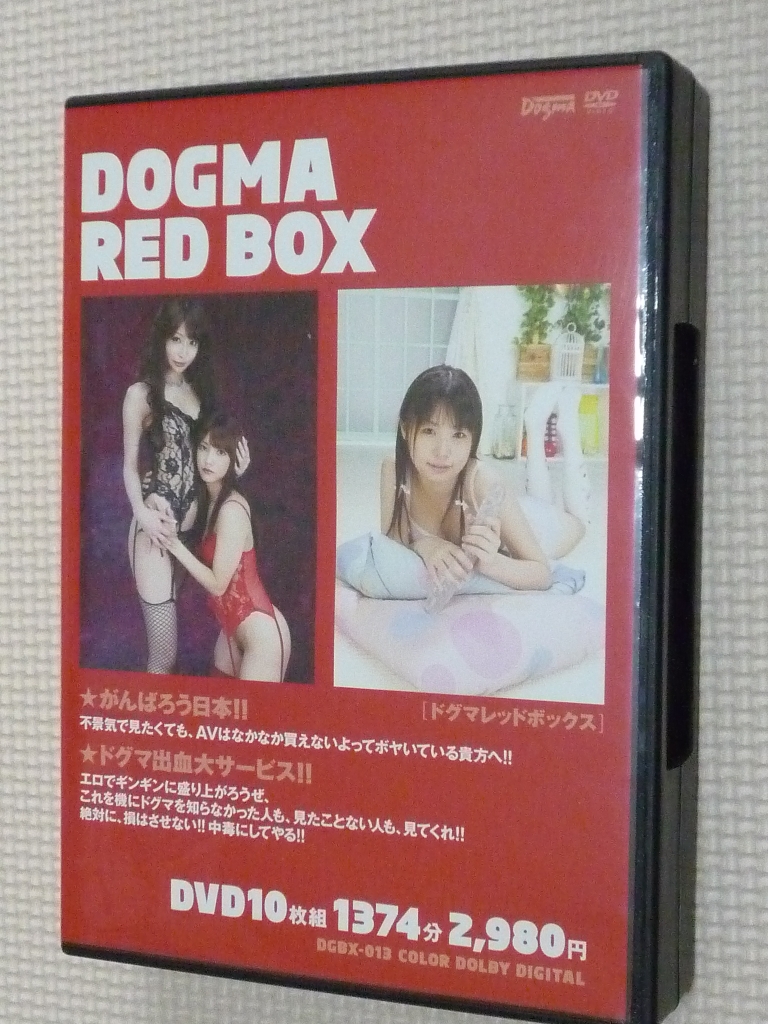 Dogma DVD VIDEO
DOGMA
RED BOX
★がんばろう日本!!
[ドグマレッドボックス]
不景気で見たくても、AVはなかなか買えないよってボヤいている貴方へ!!
★ドグマ出血大サービス!!
エロでギンギンに盛り上がろうぜ、
これを機にドグマを知らなかった人も、見たことない人も、見てくれ!!
絶対に、損はさせない!! 中毒にしてやる!!
DVD10枚組 1374分 2,980円
DGBX-013 COLOR DOLBY DIGITAL